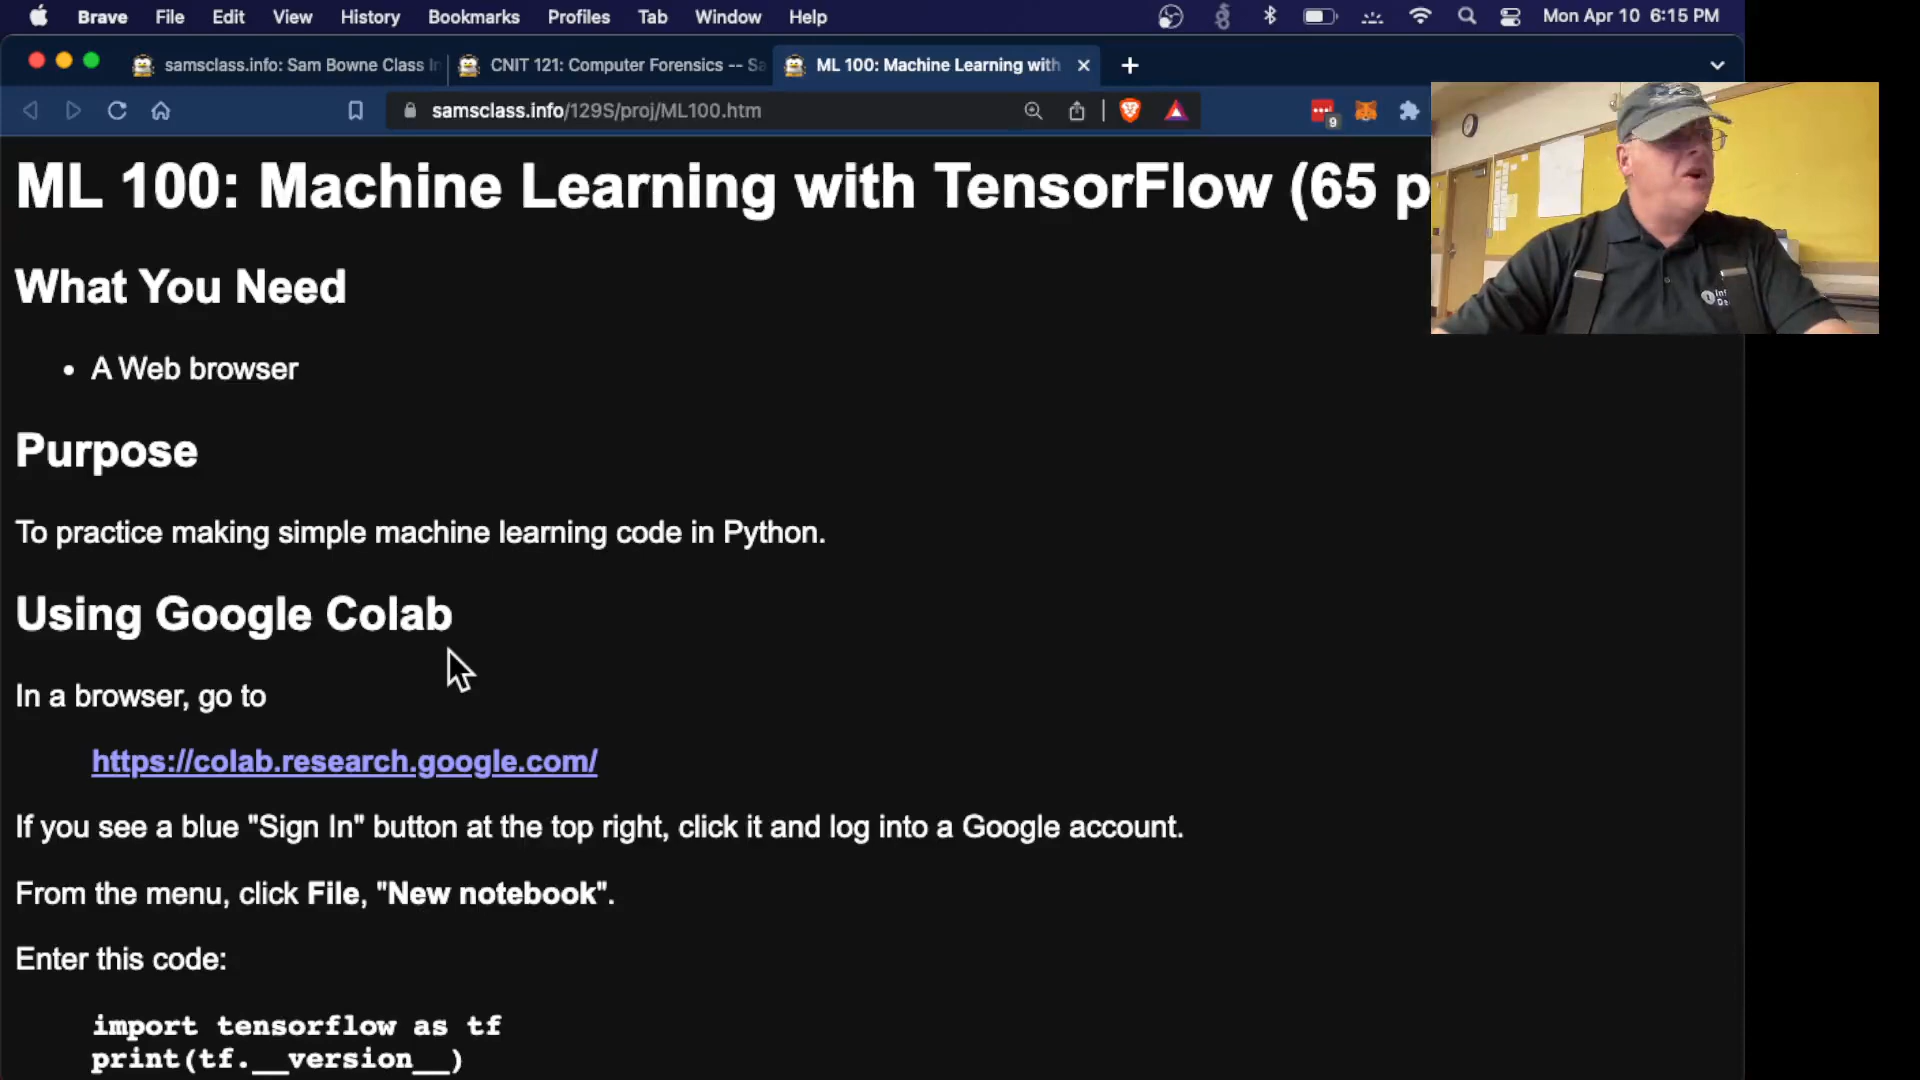 Brave File Edit View History Bookmarks Profiles Tab Window Help Mon Apr 10 6:15 PM
samsclass.info: Sam Bowne Class In CNIT 121: Computer Forensics -- Sa ML 100: Machine Learning with
samsclass.info/129S/proj/ML100.htm 9
ML 100: Machine Learning with TensorFlow (65 p
What You Need
• A Web browser
Purpose
To practice making simple machine learning code in Python.
Using Google Colab
In a browser, go to
https://colab.research.google.com/
If you see a blue "Sign In" button at the top right, click it and log into a Google account.
From the menu, click File, "New notebook".
Enter this code:
import tensorflow as tf
print(tf.__version__)